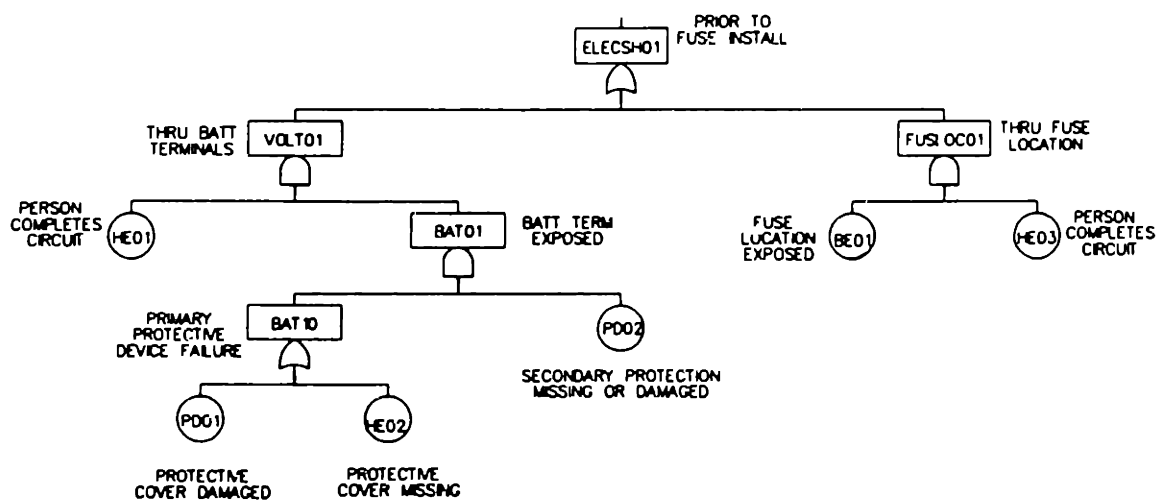 PRIOR TO
FUSE INSTALL
ELECSH01
THRU BATT
TERMINALS
VOLT01
FUSLOC01
THRU FUSE
LOCATION
PERSON
COMPLETES
CIRCUIT
HE01
BAT01
BATT TERM
EXPOSED
FUSE
LOCATION
EXPOSED
BE01
HE03
PERSON
COMPLETES
CIRCUIT
PRIMARY
PROTECTIVE
DEVICE FAILURE
BAT10
PD02
SECONDARY PROTECTION
MISSING OR DAMAGED
PD01
HE02
PROTECTIVE
COVER DAMAGED
PROTECTIVE
COVER MISSING